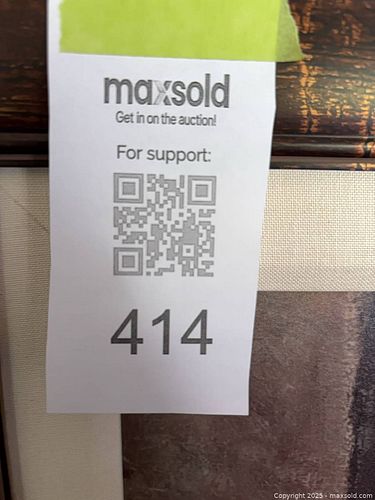 maxsold
Get in on the auction!
For support:
414
Copyright 2025 - maxsold.com